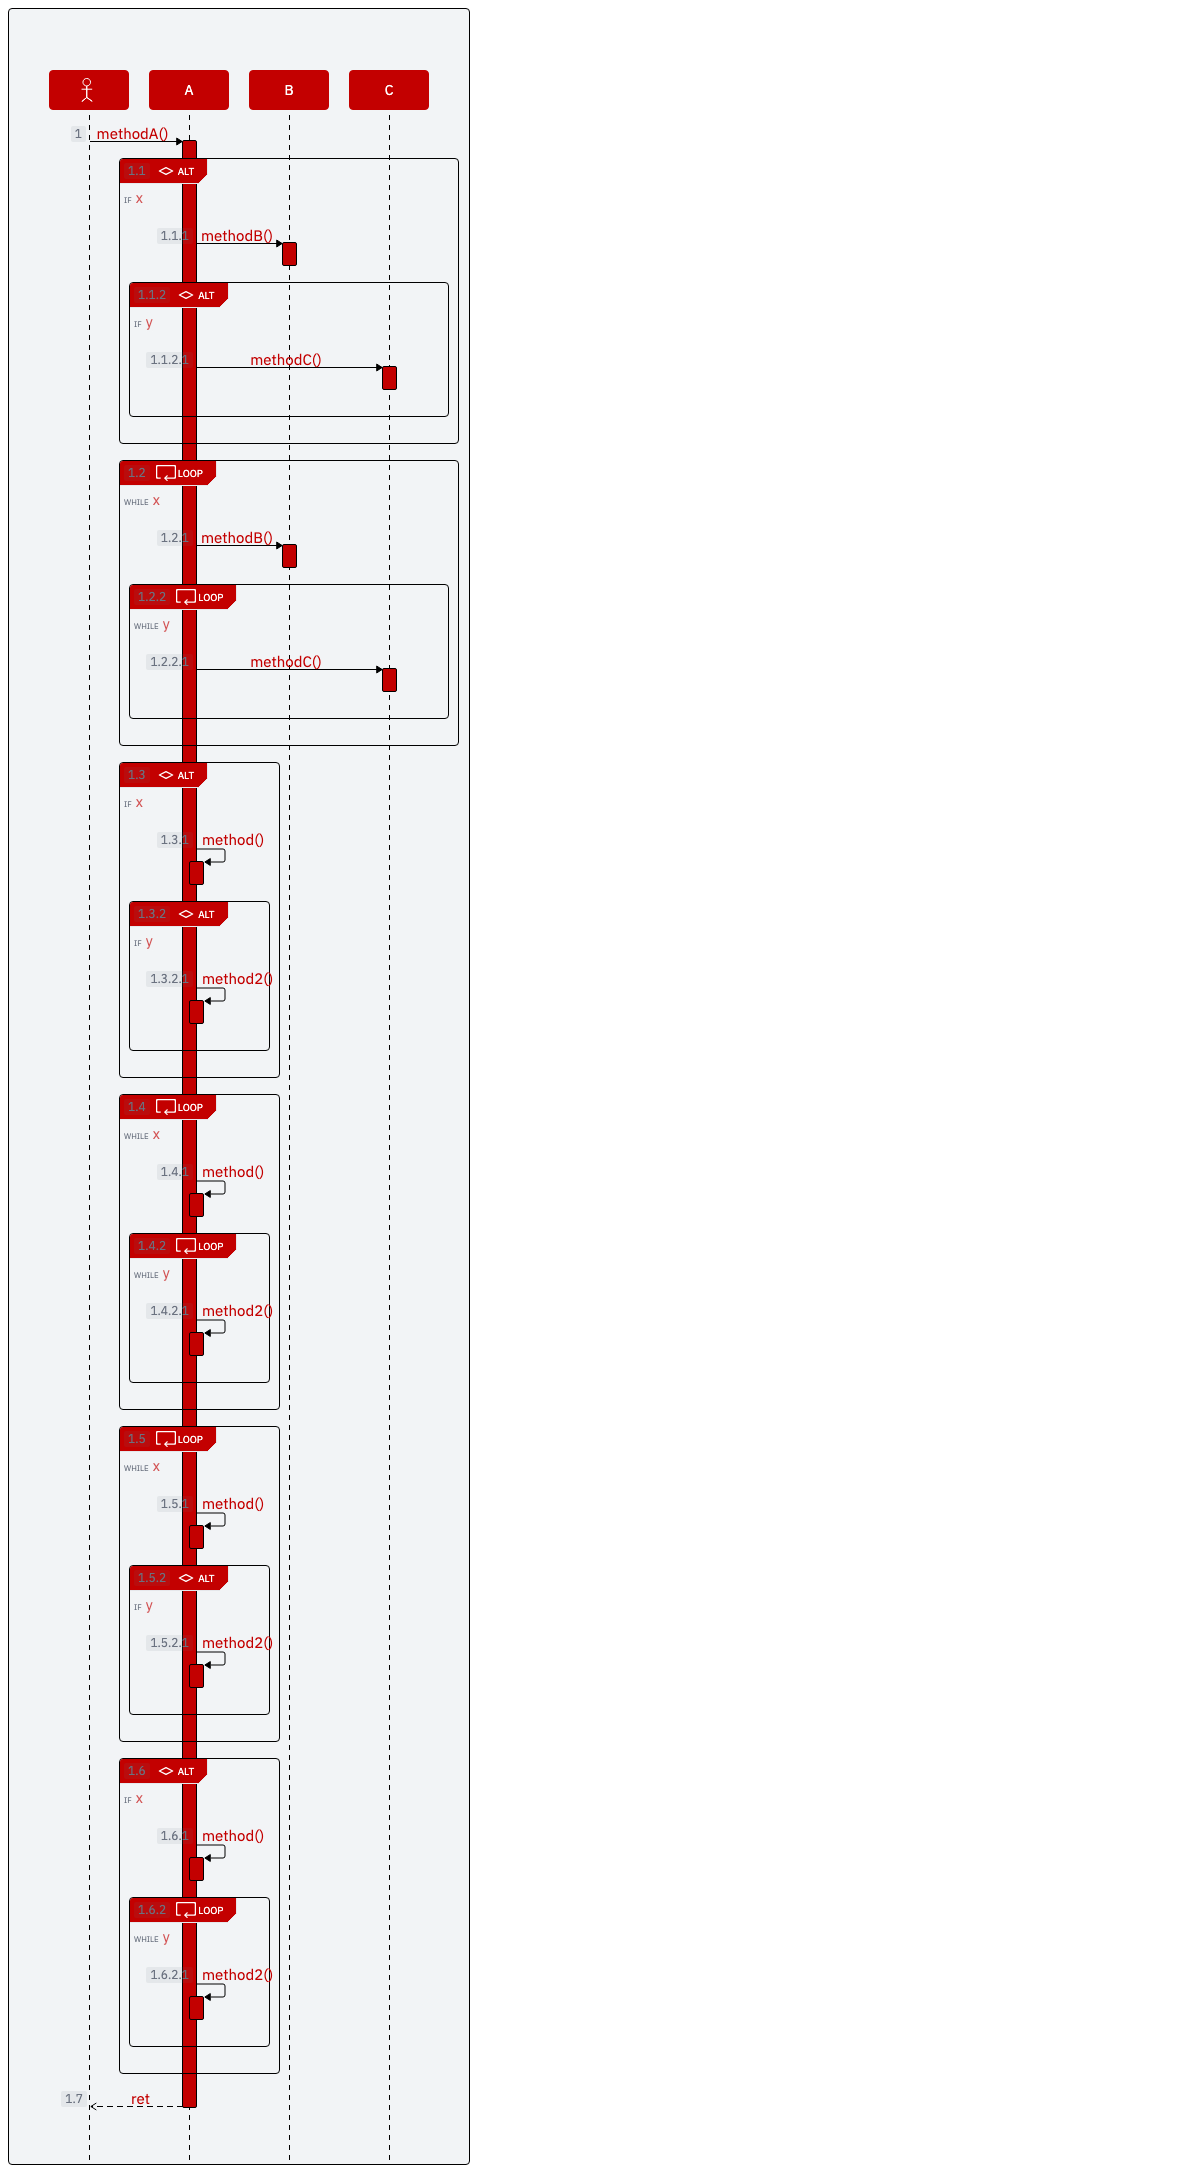 A B C
1 methodA()
1.1 ALT
IF x
1.1.1 methodB()
1.1.2 ALT
IF y
1.1.2.1 methodC()
1.2 LOOP
WHILE x
1.2.1 methodB()
1.2.2 LOOP
WHILE y
1.2.2.1 methodC()
1.3 ALT
IF x
1.3.1 method()
1.3.2 ALT
IF y
1.3.2.1 method2()
1.4 LOOP
WHILE x
1.4.1 method()
1.4.2 LOOP
WHILE y
1.4.2.1 method2()
1.5 LOOP
WHILE x
1.5.1 method()
1.5.2 ALT
IF y
1.5.2.1 method2()
1.6 ALT
IF x
1.6.1 method()
1.6.2 LOOP
WHILE y
1.6.2.1 method2()
1.7 ret